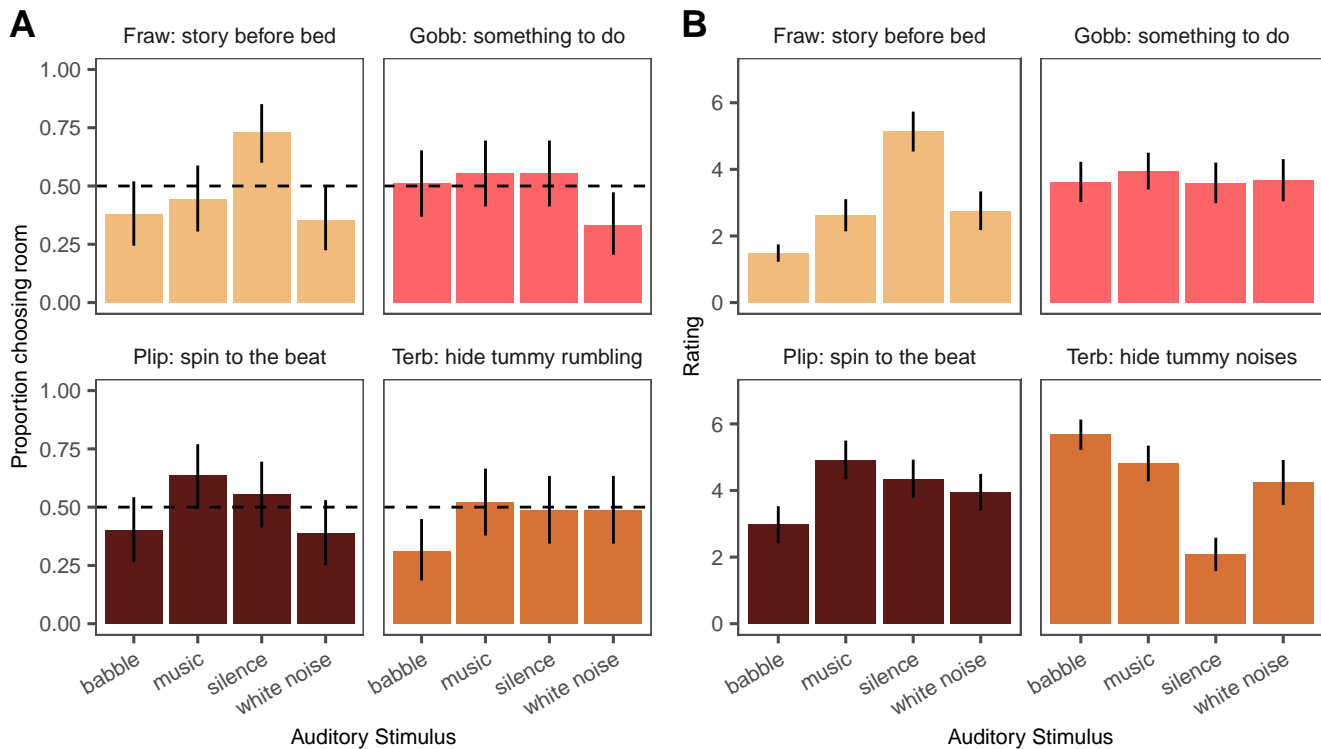 A
Fraw: story before bed
Gobb: something to do
1.00
0.75
0.50
0.25
0.00
Plip: spin to the beat
Terb: hide tummy rumbling
1.00
0.75
0.50
0.25
0.00
Proportion choosing room
babble
music
silence
white noise
babble
music
silence
white noise
Auditory Stimulus
B
Fraw: story before bed
Gobb: something to do
6
4
2
0
Plip: spin to the beat
Terb: hide tummy noises
6
4
2
0
Rating
babble
music
silence
white noise
babble
music
silence
white noise
Auditory Stimulus